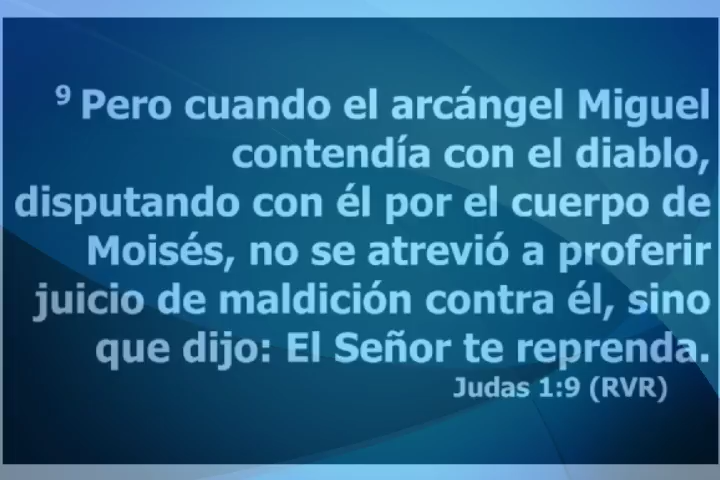 9 Pero cuando el arcángel Miguel
contendía con el diablo,
disputando con él por el cuerpo de
Moisés, no se atrevió a proferir
juicio de maldición contra él, sino
que dijo: El Señor te reprenda.
Judas 1:9 (RVR)